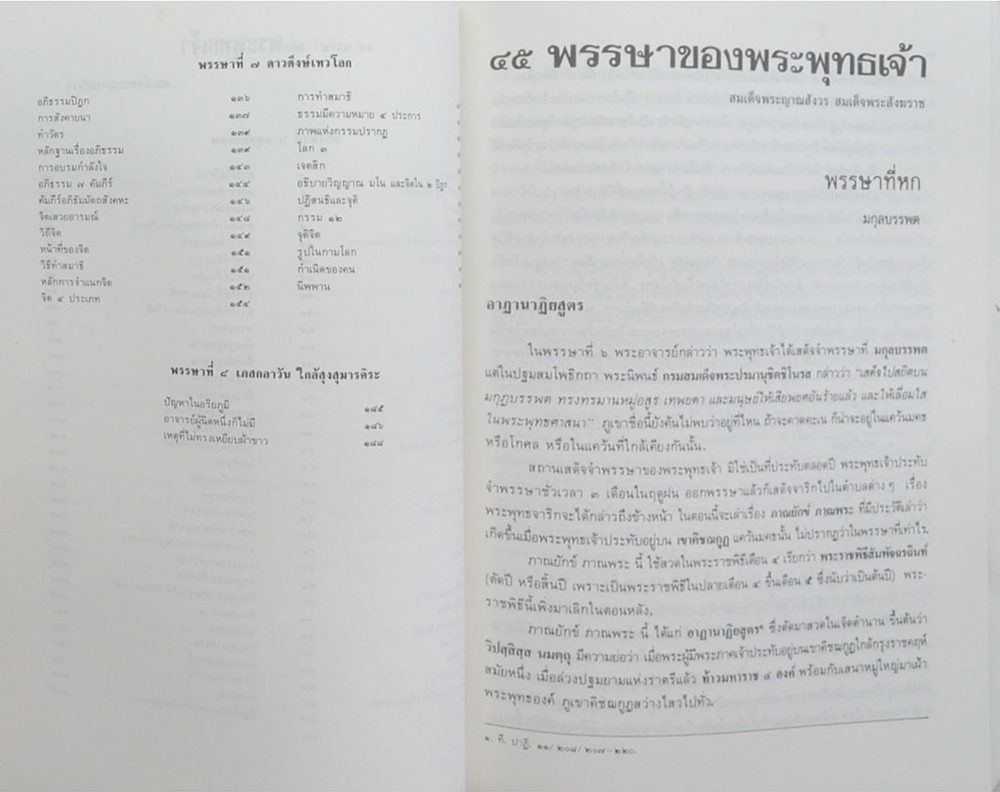 พรรษาที่ ๗ ดาวดึงษ์เทวโลก
อภิธรรมปิฎก ๑๓๖
การสังคายนา ๑๓๗
ทำวัตร ๑๓๙
หลักฐานเรื่องอภิธรรม ๑๓๙
การอบรมกำลังใจ ๑๔๓
อภิธรรม ๗ คัมภีร์ ๑๔๔
คัมภีร์อภิธัมมัตถสังคหะ ๑๔๖
จิตเสวยอารมณ์ ๑๔๘
วิถีจิต ๑๔๙
หน้าที่ของจิต ๑๕๑
วิธีทำสมาธิ ๑๕๑
หลักการจำแนกจิต ๑๕๒
จิต ๔ ประเภท ๑๕๔
การทำสมาธิ
ธรรมมีความหมาย ๔ ประการ
ภาพแห่งกรรมปรากฏ
โลก ๓
เจตสิก
อธิบายวิญญาณ มโน และจิตใน ๒ ปิฎก
ปฏิสนธิและจุติ
กรรม ๑๒
จุติจิต
รูปในกามโลก
กำเนิดของคน
นิพพาน
พรรษาที่ ๘ เภสกลาวัน ใกล้สุงสุมารคิระ
ปัญหาในอริยภูมิ ๑๘๕
อาจารย์ผู้นิดหนึ่งก็ไม่มี ๑๘๖
เหตุที่ไม่ทรงเหยียบผ้าขาว ๑๘๘
๔๕ พรรษาของพระพุทธเจ้า
สมเด็จพระญาณสังวร สมเด็จพระสังฆราช
พรรษาที่หก
มกุลบรรพต
อาฏานาฏิยสูตร
ในพรรษาที่ ๖ พระอาจารย์กล่าวว่า พระพุทธเจ้าได้เสด็จจำพรรษาที่ มกุลบรรพต
แต่ในปฐมสมโพธิกถา พระนิพนธ์ กรมสมเด็จพระปรมานุชิตชิโนรส กล่าวว่า “เสด็จไปสถิตบน
มกุฏบรรพต ทรงทรมานหมู่อสูร เทพยดา และมนุษย์ให้เสียพยศอันร้ายแล้ว และให้เลื่อมใส
ในพระพุทธศาสนา” ภูเขาชื่อนี้ยังค้นไม่พบว่าอยู่ที่ไหน ถ้าจะคาดคะเน ก็น่าจะอยู่ในแคว้นมคธ
หรือโกศล หรือในแคว้นที่ใกล้เคียงกันนั้น.
สถานเสด็จจำพรรษาของพระพุทธเจ้า มิใช่เป็นที่ประทับตลอดปี พระพุทธเจ้าประทับ
จำพรรษาชั่วเวลา ๓ เดือนในฤดูฝน ออกพรรษาแล้วก็เสด็จจาริกไปในตำบลต่าง ๆ เรื่อง
พระพุทธจาริกจะได้กล่าวถึงข้างหน้า ในตอนนี้จะเล่าเรื่อง ภาณยักษ์ ภาณพระ ที่มีประวัติเล่าว่า
เกิดขึ้นเมื่อพระพุทธเจ้าประทับอยู่บน เขาคิชฌกูฏ แคว้นมคธนั้น ไม่ปรากฏว่าในพรรษาที่เท่าไร.
ภาณยักษ์ ภาณพระ นี้ ใช้สวดในพระราชพิธีเดือน ๔ เรียกว่า พระราชพิธีสัมพัจฉรฉินท์
(ตัดปี หรือสิ้นปี เพราะเป็นพระราชพิธีในปลายเดือน ๔ ขึ้นเดือน ๕ ซึ่งนับว่าเป็นต้นปี) พระ-
ราชพิธีนี้เพิ่งมาเลิกในตอนหลัง.
ภาณยักษ์ ภาณพระ นี้ ได้แก่ อาฏานาฏิยสูตร๑ ซึ่งตัดมาสวดในเจ็ดตำนาน ขึ้นต้นว่า
วิปสฺสิสฺส นมตฺถุ มีความย่อว่า เมื่อพระผู้มีพระภาคเจ้าประทับอยู่บนเขาคิชฌกูฏใกล้กรุงราชคฤห์
สมัยหนึ่ง เมื่อล่วงปฐมยามแห่งราตรีแล้ว ท้าวมหาราช ๔ องค์ พร้อมกับเสนาหมู่ใหญ่มาเฝ้า
พระพุทธองค์ ภูเขาคิชฌกูฏสว่างไสวไปทั่ว.
๑. ที. ปาฏิ. ๑๑/๒๐๘/๒๐๗-๒๒๐.